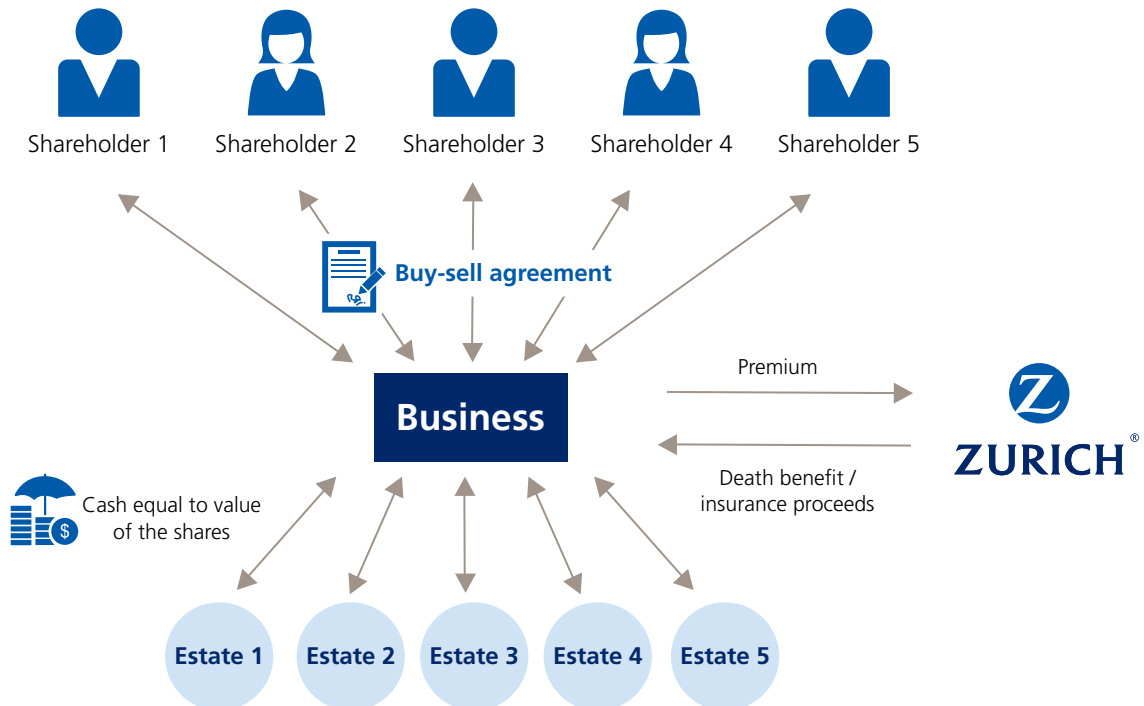 Shareholder 1
Shareholder 2
Shareholder 3
Shareholder 4
Shareholder 5
Buy-sell agreement
Business
Premium
Z
ZURICH®
Death benefit /
insurance proceeds
Cash equal to value
of the shares
$
Estate 1
Estate 2
Estate 3
Estate 4
Estate 5